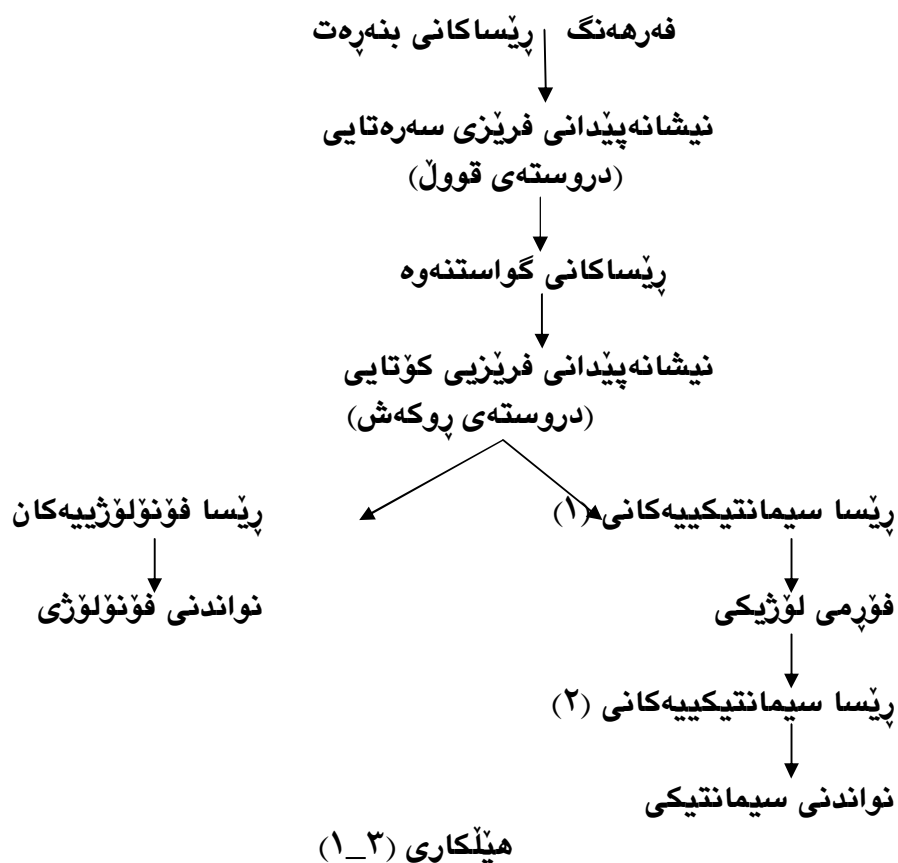 فەرهەنگ ڕێساکانی بنەڕەت
نیشانەپێدانی فرێزی سەرەتایی
(دروستەی قووڵ)
ڕێساکانی گواستنەوە
نیشانەپێدانی فرێزیی کۆتایی
(دروستەی ڕوکەش)
ڕێسا سیمانتیکییەکانی (١)
ڕێسا فۆنۆلۆژییەکان
فۆڕمی لۆژیکی
نواندنی فۆنۆلۆژی
ڕێسا سیمانتیکییەکانی (٢)
نواندنی سیمانتیکی
هێڵکاری (٣_١)